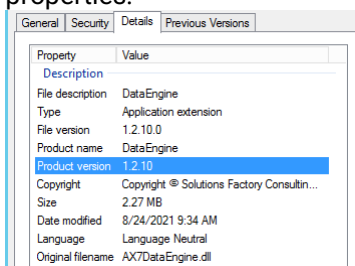 properties.
General Security Details Previous Versions
Property Value
Description
File description DataEngine
Type Application extension
File version 1.2.10.0
Product name DataEngine
Product version 1.2.10
Copyright Copyright © Solutions Factory Consultin...
Size 2.27 MB
Date modified 8/24/2021 9:34 AM
Language Language Neutral
Original filename AX7DataEngine.dll